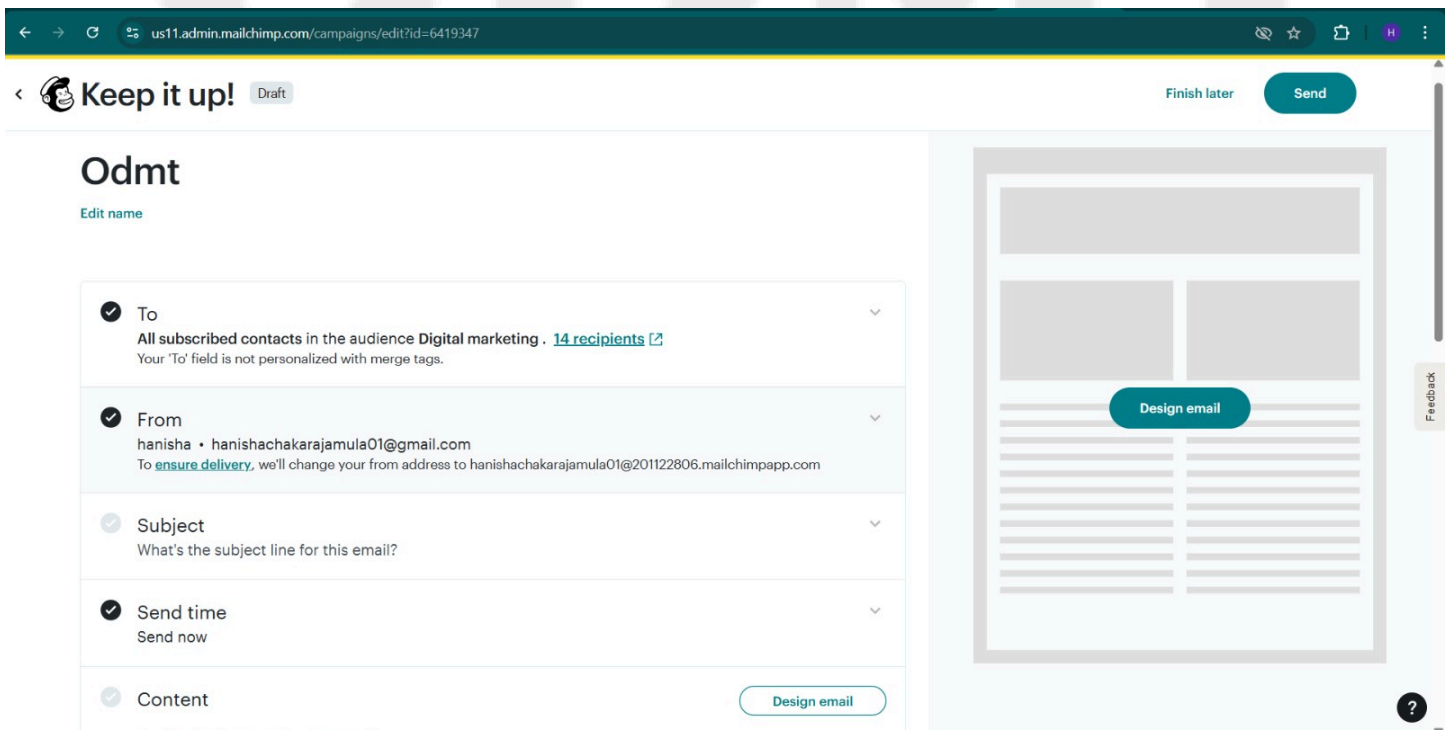 us11.admin.mailchimp.com/campaigns/edit?id=6419347
H
Keep it up! Draft
Finish later Send
Odmt
Edit name
To
All subscribed contacts in the audience Digital marketing . 14 recipients
Your 'To' field is not personalized with merge tags.
From
hanisha • hanishachakarajamula01@gmail.com
To ensure delivery, we'll change your from address to hanishachakarajamula01@201122806.mailchimpapp.com
Subject
What's the subject line for this email?
Send time
Send now
Content
Design email
Design email
Feedback
?